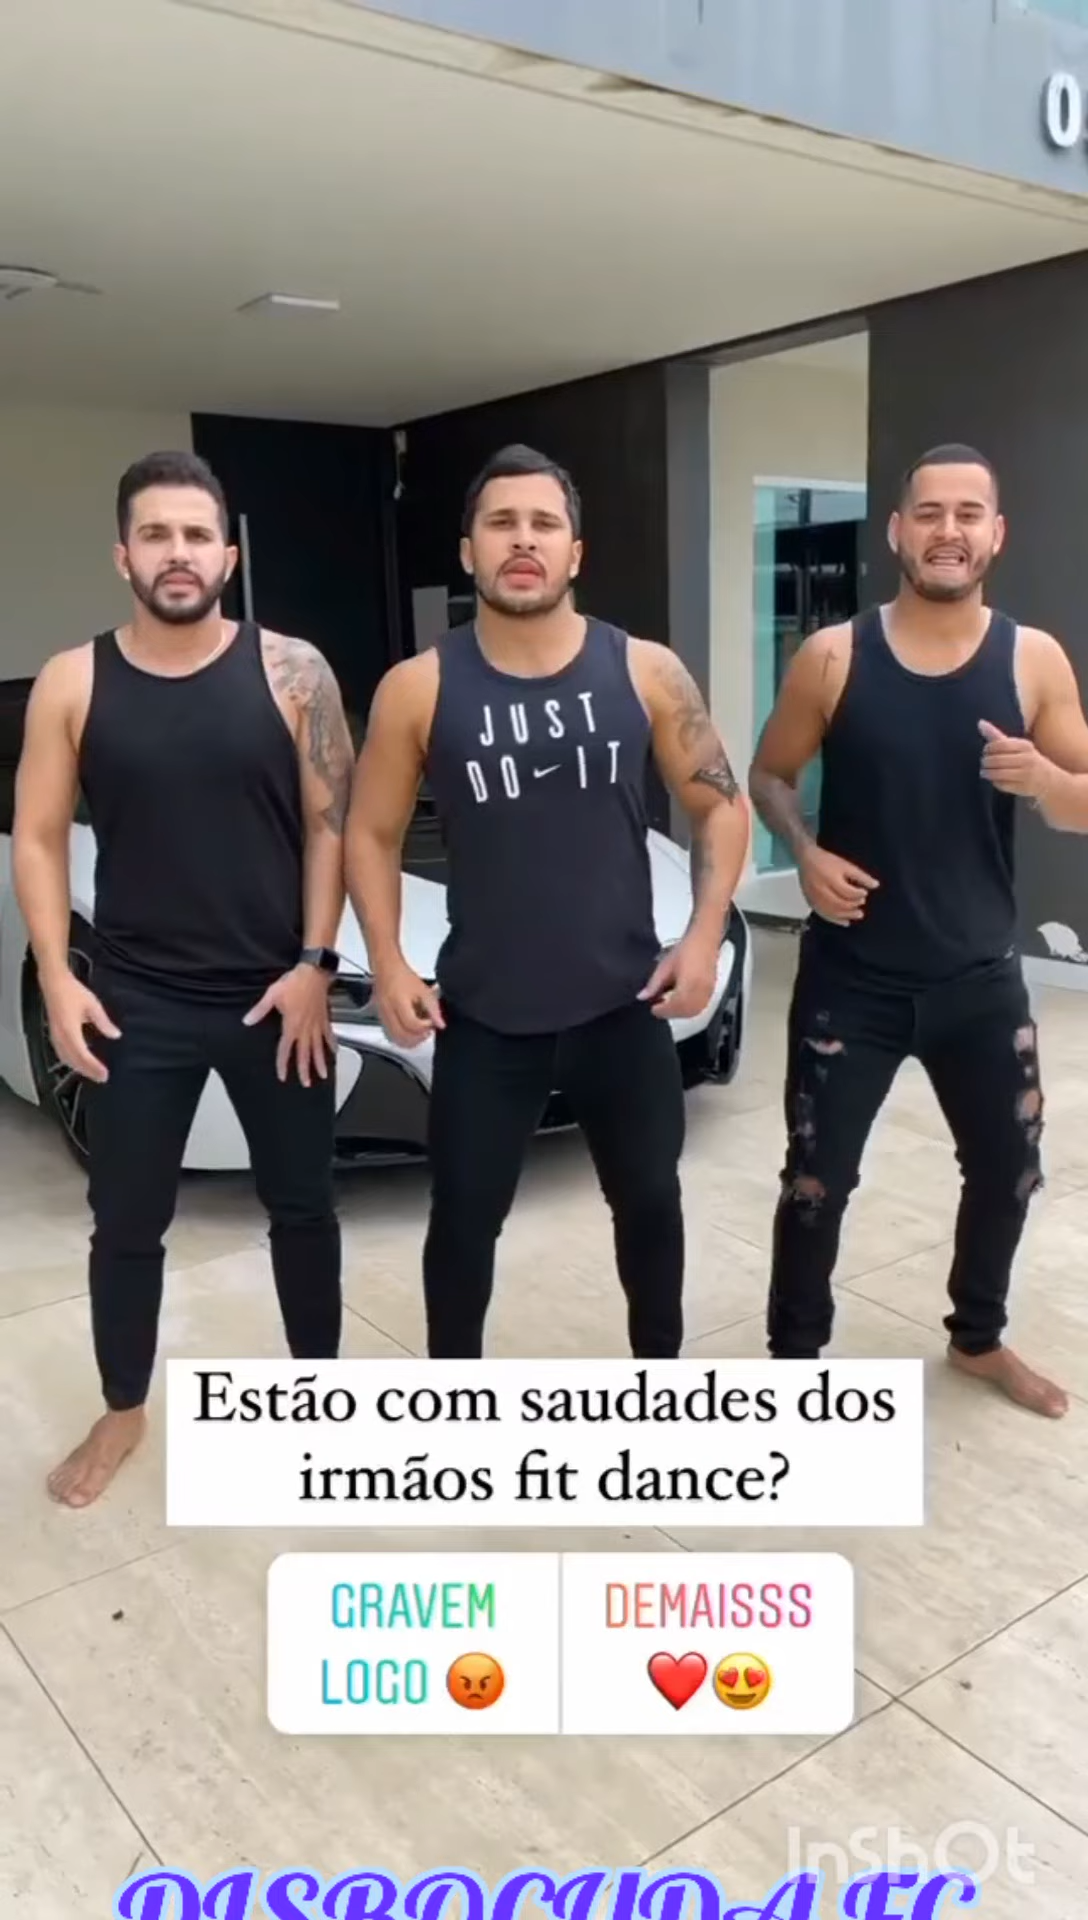 JUST
DO IT
Estão com saudades dos
irmãos fit dance?
GRAVEM
LOGO 😡
DEMAISSS
❤️😍
InShOt